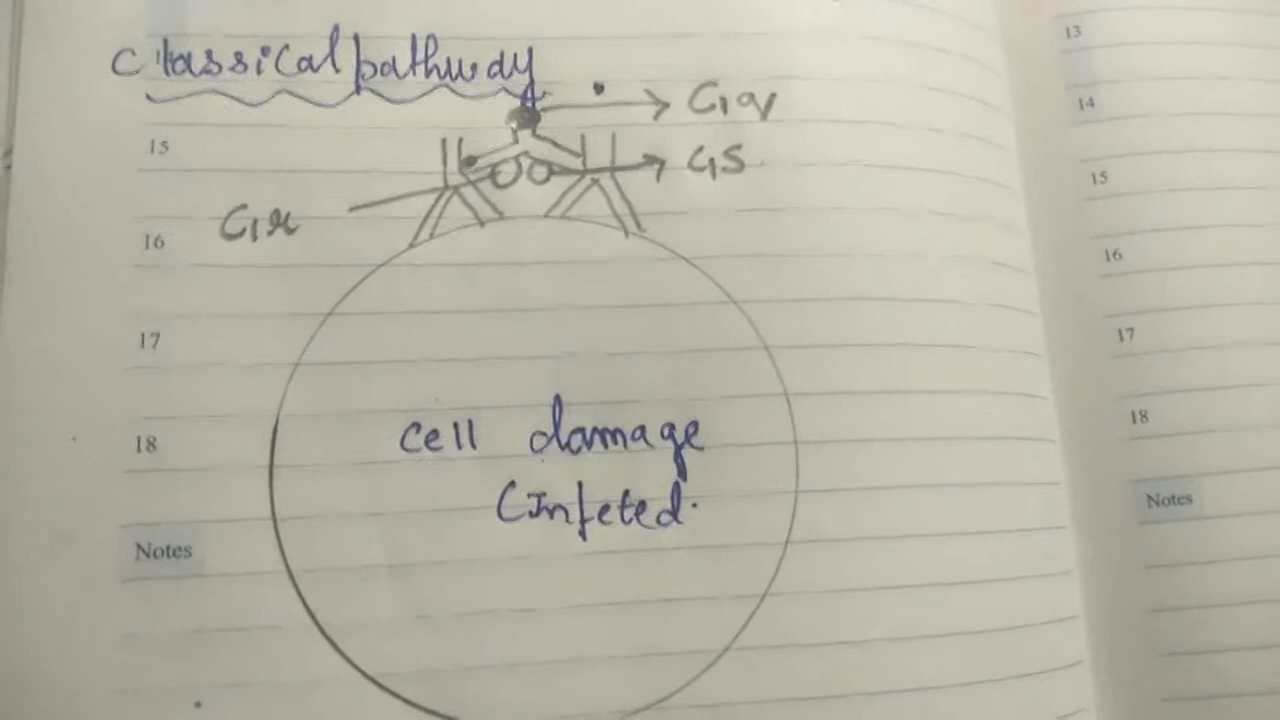 Classical pathway
C1q
C1s
C1r
cell damage
(Infeted.
15
16
17
18
Notes
13
14
15
16
17
18
Notes